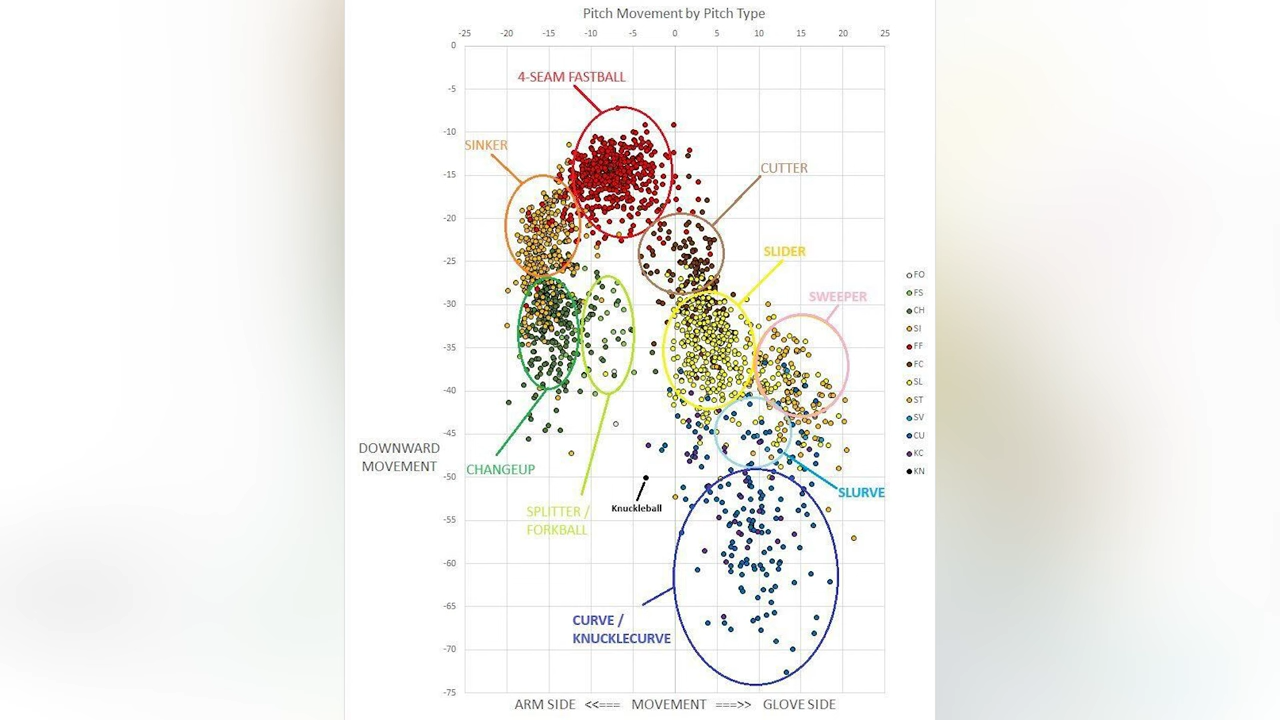 Pitch Movement by Pitch Type
-25 -20 -15 -10 -5 0 5 10 15 20 25
0
-5
-10
-15
-20
-25
-30
-35
-40
-45
-50
-55
-60
-65
-70
-75
4-SEAM FASTBALL
SINKER
CUTTER
SLIDER
SWEEPER
FO
FS
CH
SI
FF
FC
SL
ST
SV
CU
KC
KN
DOWNWARD
MOVEMENT
CHANGEUP
SLURVE
SPLITTER /
FORKBALL
Knuckleball
CURVE /
KNUCKLECURVE
ARM SIDE <<=== MOVEMENT ===>> GLOVE SIDE